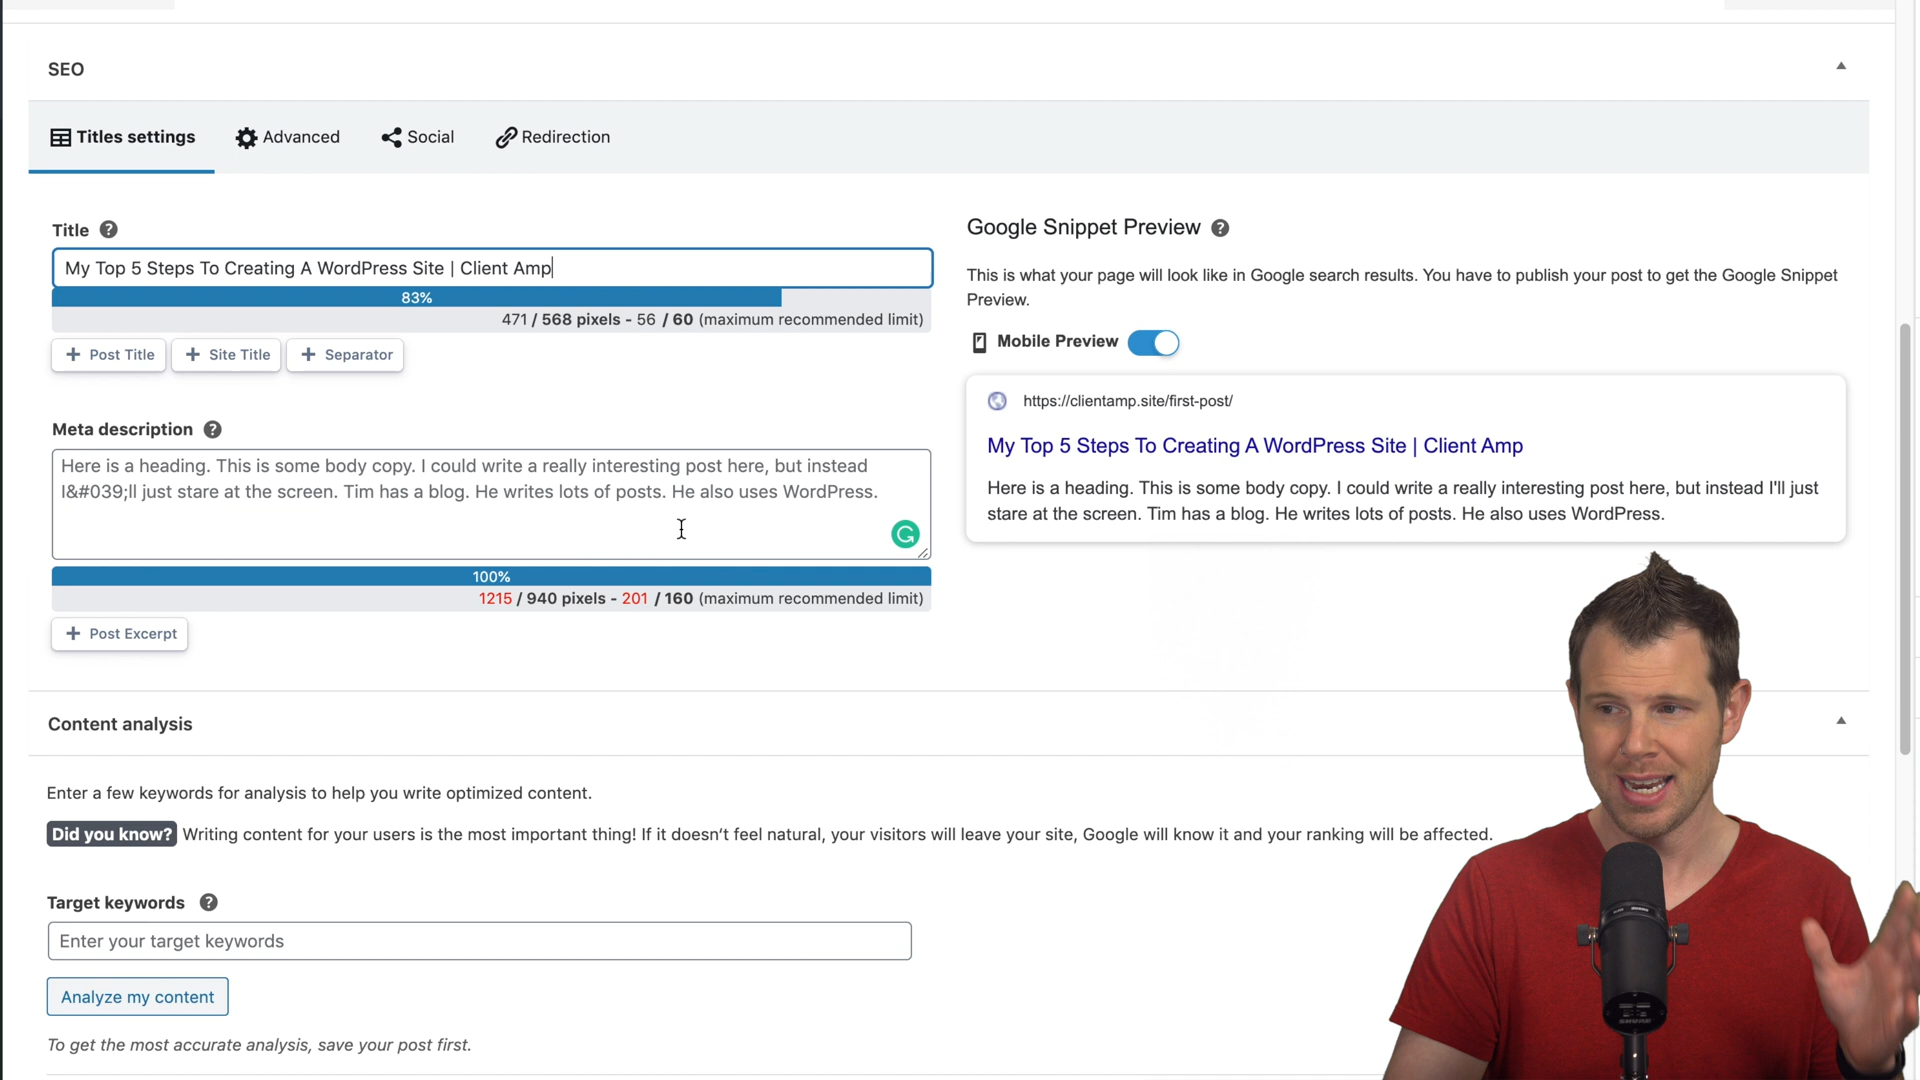 SEO
Titles settings
Advanced
Social
Redirection
Title
My Top 5 Steps To Creating A WordPress Site | Client Amp
83%
471 / 568 pixels - 56 / 60 (maximum recommended limit)
+ Post Title
+ Site Title
+ Separator
Meta description
Here is a heading. This is some body copy. I could write a really interesting post here, but instead
I&#039;ll just stare at the screen. Tim has a blog. He writes lots of posts. He also uses WordPress.
100%
1215 / 940 pixels - 201 / 160 (maximum recommended limit)
+ Post Excerpt
Google Snippet Preview
This is what your page will look like in Google search results. You have to publish your post to get the Google Snippet
Preview.
Mobile Preview
https://clientamp.site/first-post/
My Top 5 Steps To Creating A WordPress Site | Client Amp
Here is a heading. This is some body copy. I could write a really interesting post here, but instead I'll just
stare at the screen. Tim has a blog. He writes lots of posts. He also uses WordPress.
Content analysis
Enter a few keywords for analysis to help you write optimized content.
Did you know? Writing content for your users is the most important thing! If it doesn’t feel natural, your visitors will leave your site, Google will know it and your ranking will be affected.
Target keywords
Enter your target keywords
Analyze my content
To get the most accurate analysis, save your post first.
SHURE